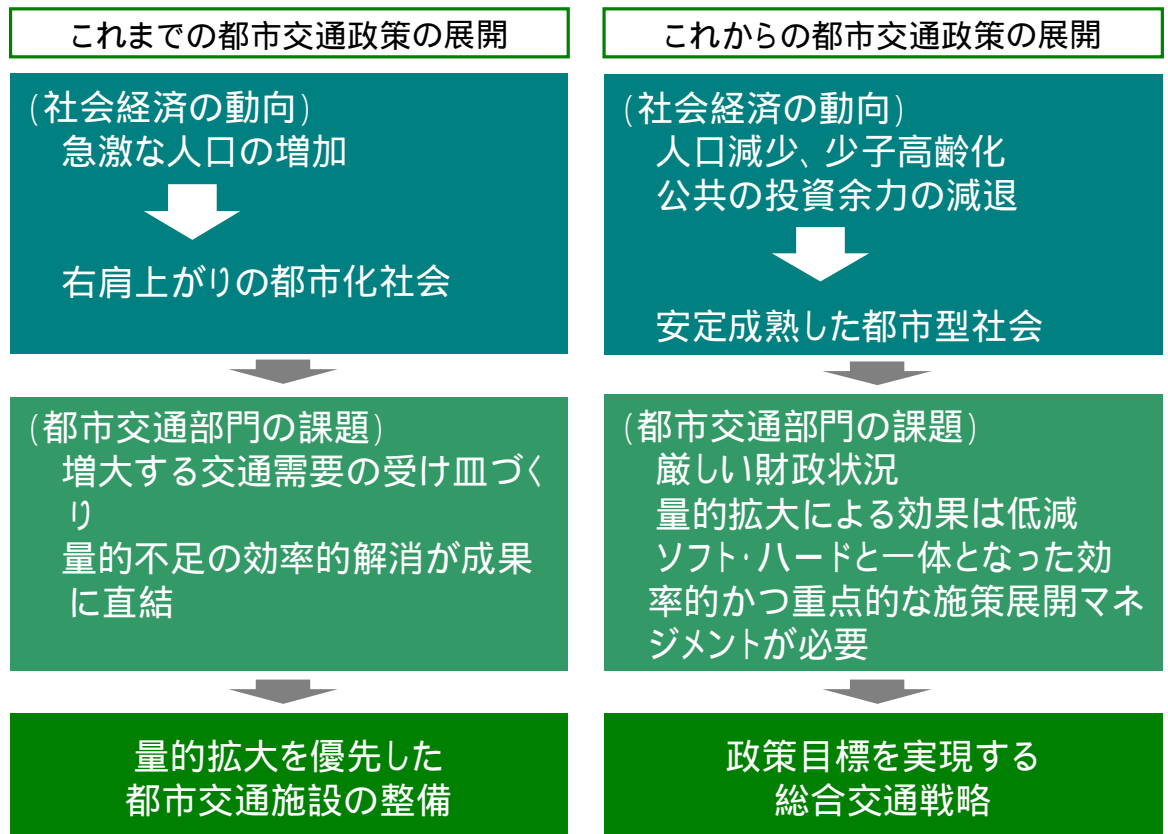 これまでの都市交通政策の展開
(社会経済の動向)
急激な人口の増加
右肩上がりの都市化社会
(都市交通部門の課題)
増大する交通需要の受け皿づく
り
量的不足の効率的解消が成果
に直結
量的拡大を優先した
都市交通施設の整備
これからの都市交通政策の展開
(社会経済の動向)
人口減少、少子高齢化
公共の投資余力の減退
安定成熟した都市型社会
(都市交通部門の課題)
厳しい財政状況
量的拡大による効果は低減
ソフト・ハードと一体となった効
率的かつ重点的な施策展開マネ
ジメントが必要
政策目標を実現する
総合交通戦略